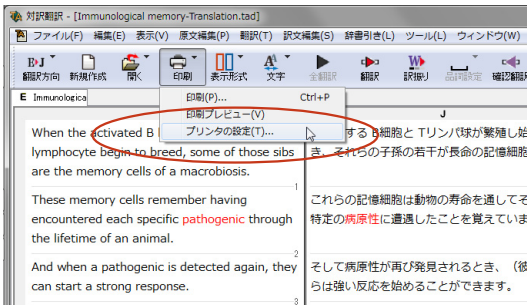 対訳翻訳 - [Immunological memory-Translation.tad]
ファイル(F) 編集(E) 表示(V) 原文編集(P) 翻訳(T) 訳文編集(S) 辞書引き(L) ツール(L) ウィンドウ(W)
翻訳方向 新規作成 開く 印刷 表示形式 文字 全翻訳 翻訳 訳振り 品詞設定 確認翻訳
E Immunologica
印刷(P)... Ctrl+P
印刷プレビュー(V)
プリンタの設定(T)...
J
When the activated B
lymphocyte begin to breed, some of those sibs
are the memory cells of a macrobiosis.
1
する B細胞と Tリンパ球が繁殖し始
き、それらの子孫の若干が長命の記憶細胞
These memory cells remember having
encountered each specific pathogenic through
the lifetime of an animal.
2
これらの記憶細胞は動物の寿命を通してそ
特定の病原性に遭遇したことを覚えていま
And when a pathogenic is detected again, they
can start a strong response.
3
そして病原性が再び発見されるとき、（彼
らは強い反応を始めることができます。